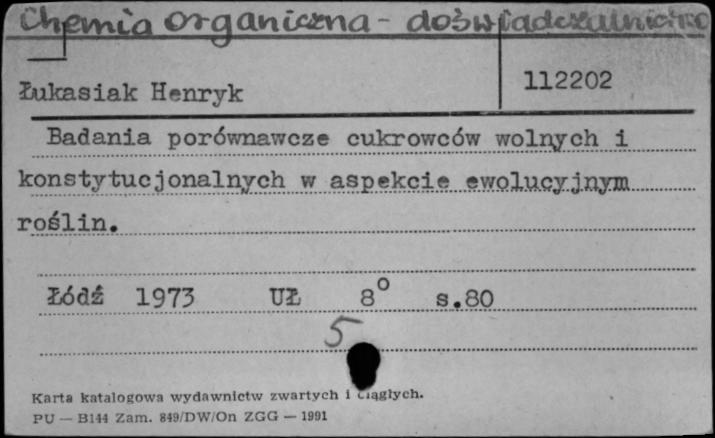 Chemia organiczna - doświadczalnictwo
Łukasiak Henryk
112202
Badania porównawcze cukrowców wolnych i
konstytucjonalnych w aspekcie ewolucyjnym
roślin.
Łódź 1973 UŁ 8° s.80
5
Karta katalogowa wydawnictw zwartych i ciągłych.
PU — B144 Zam. 849/DW/On ZGG — 1991